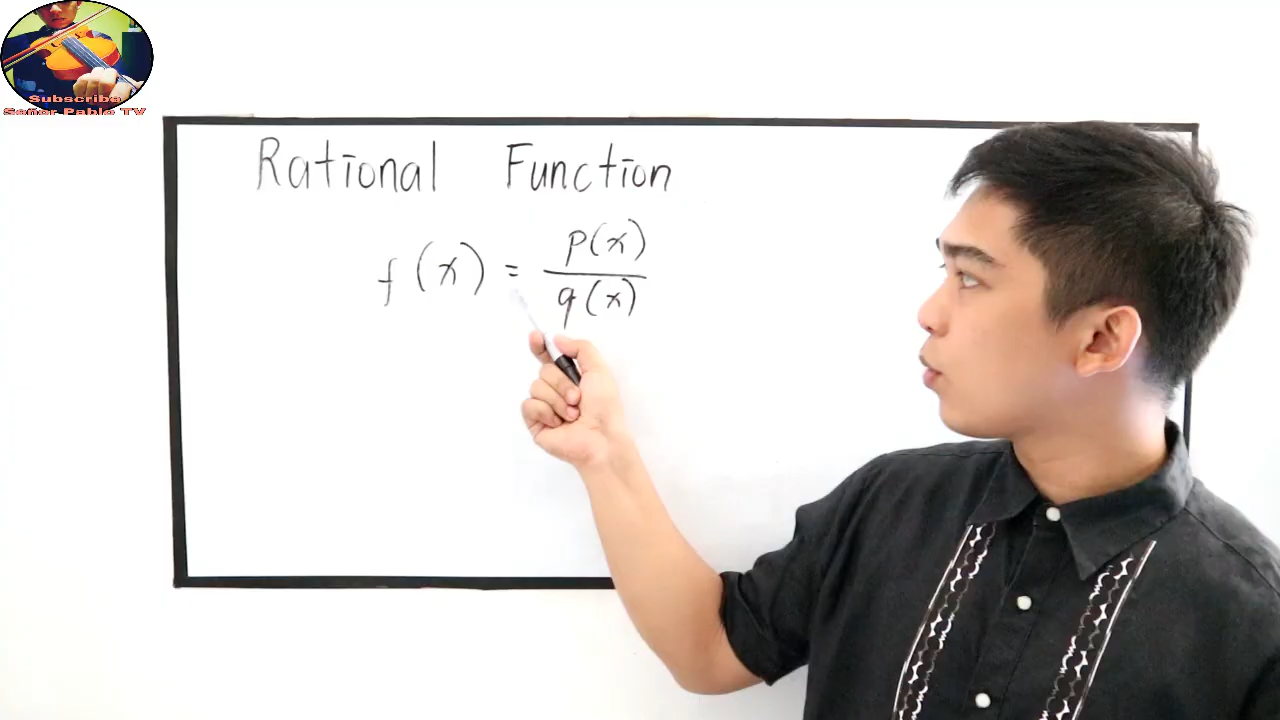 Subscribe
Señor Pablo TV
Rational Function
f(x) = p(x)
q(x)